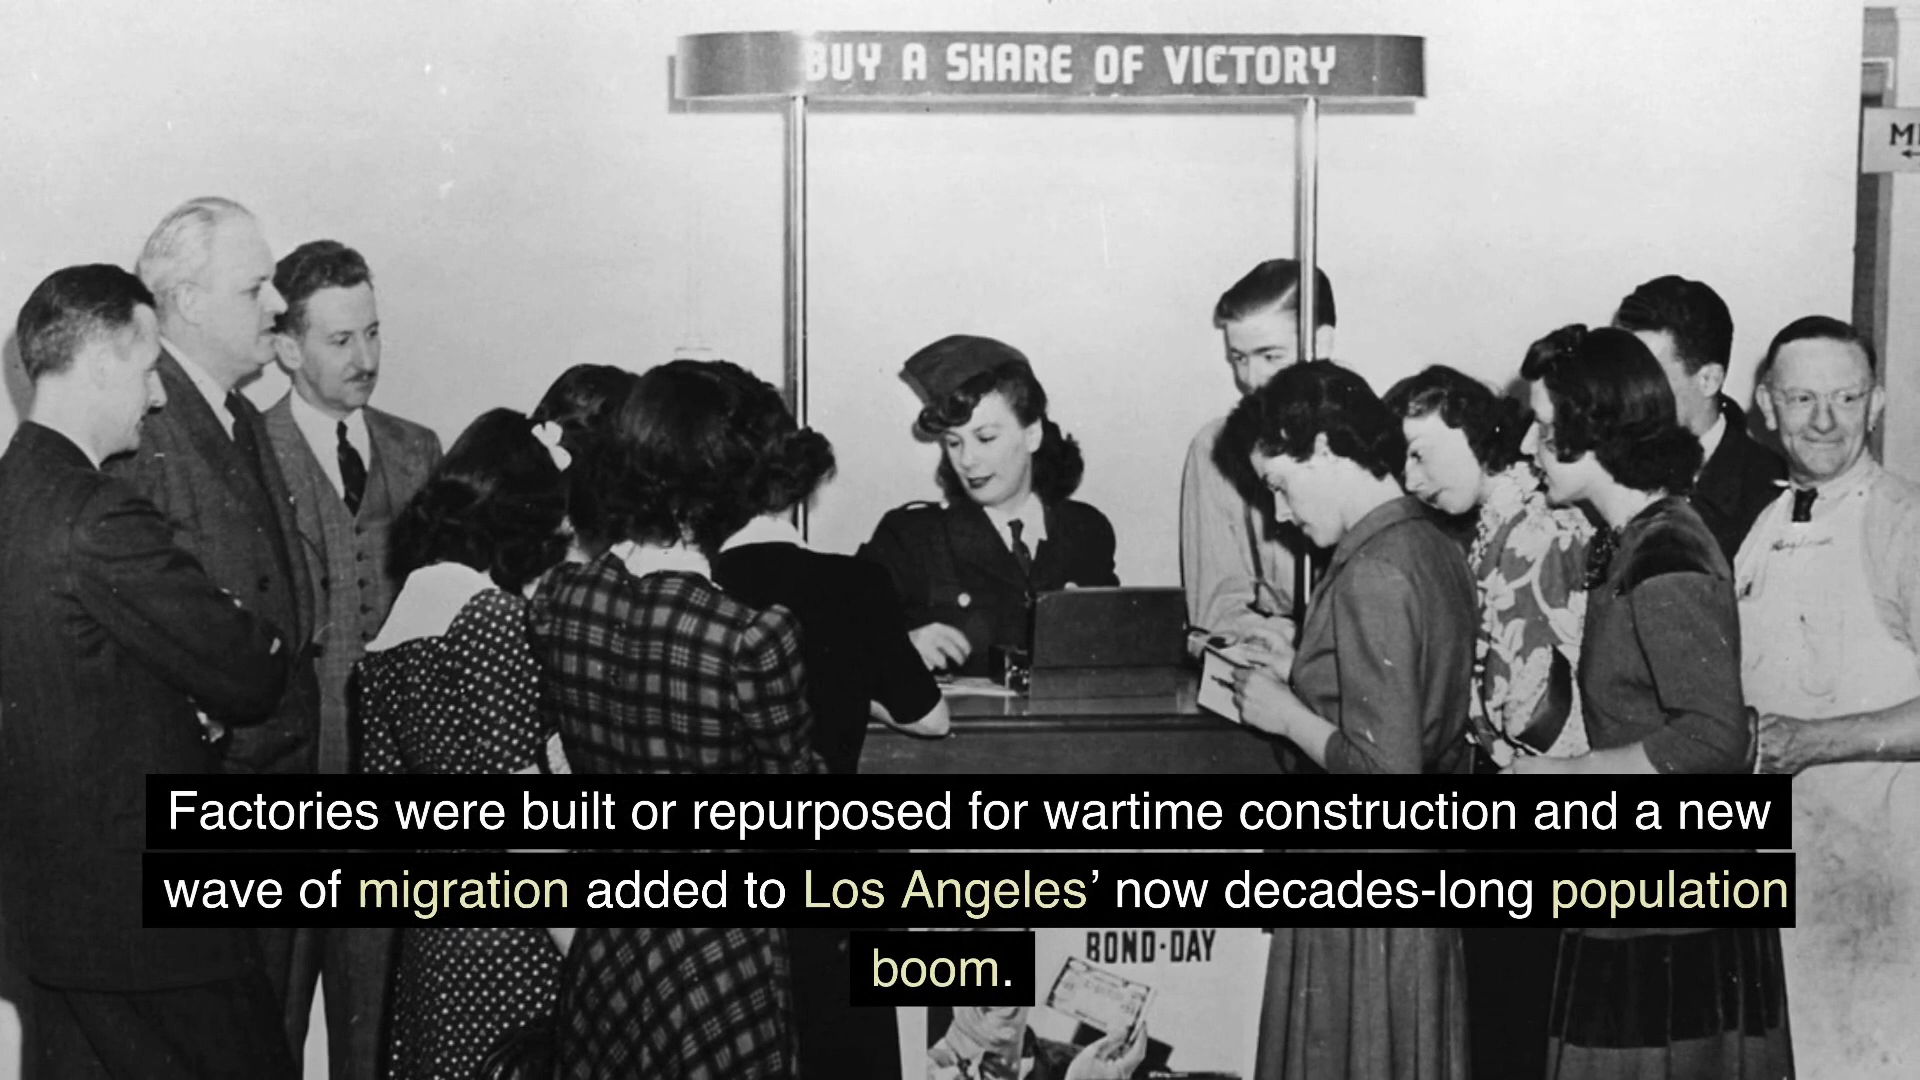 BUY A SHARE OF VICTORY
Factories were built or repurposed for wartime construction and a new
wave of migration added to Los Angeles’ now decades-long population
boom.
BOND·DAY